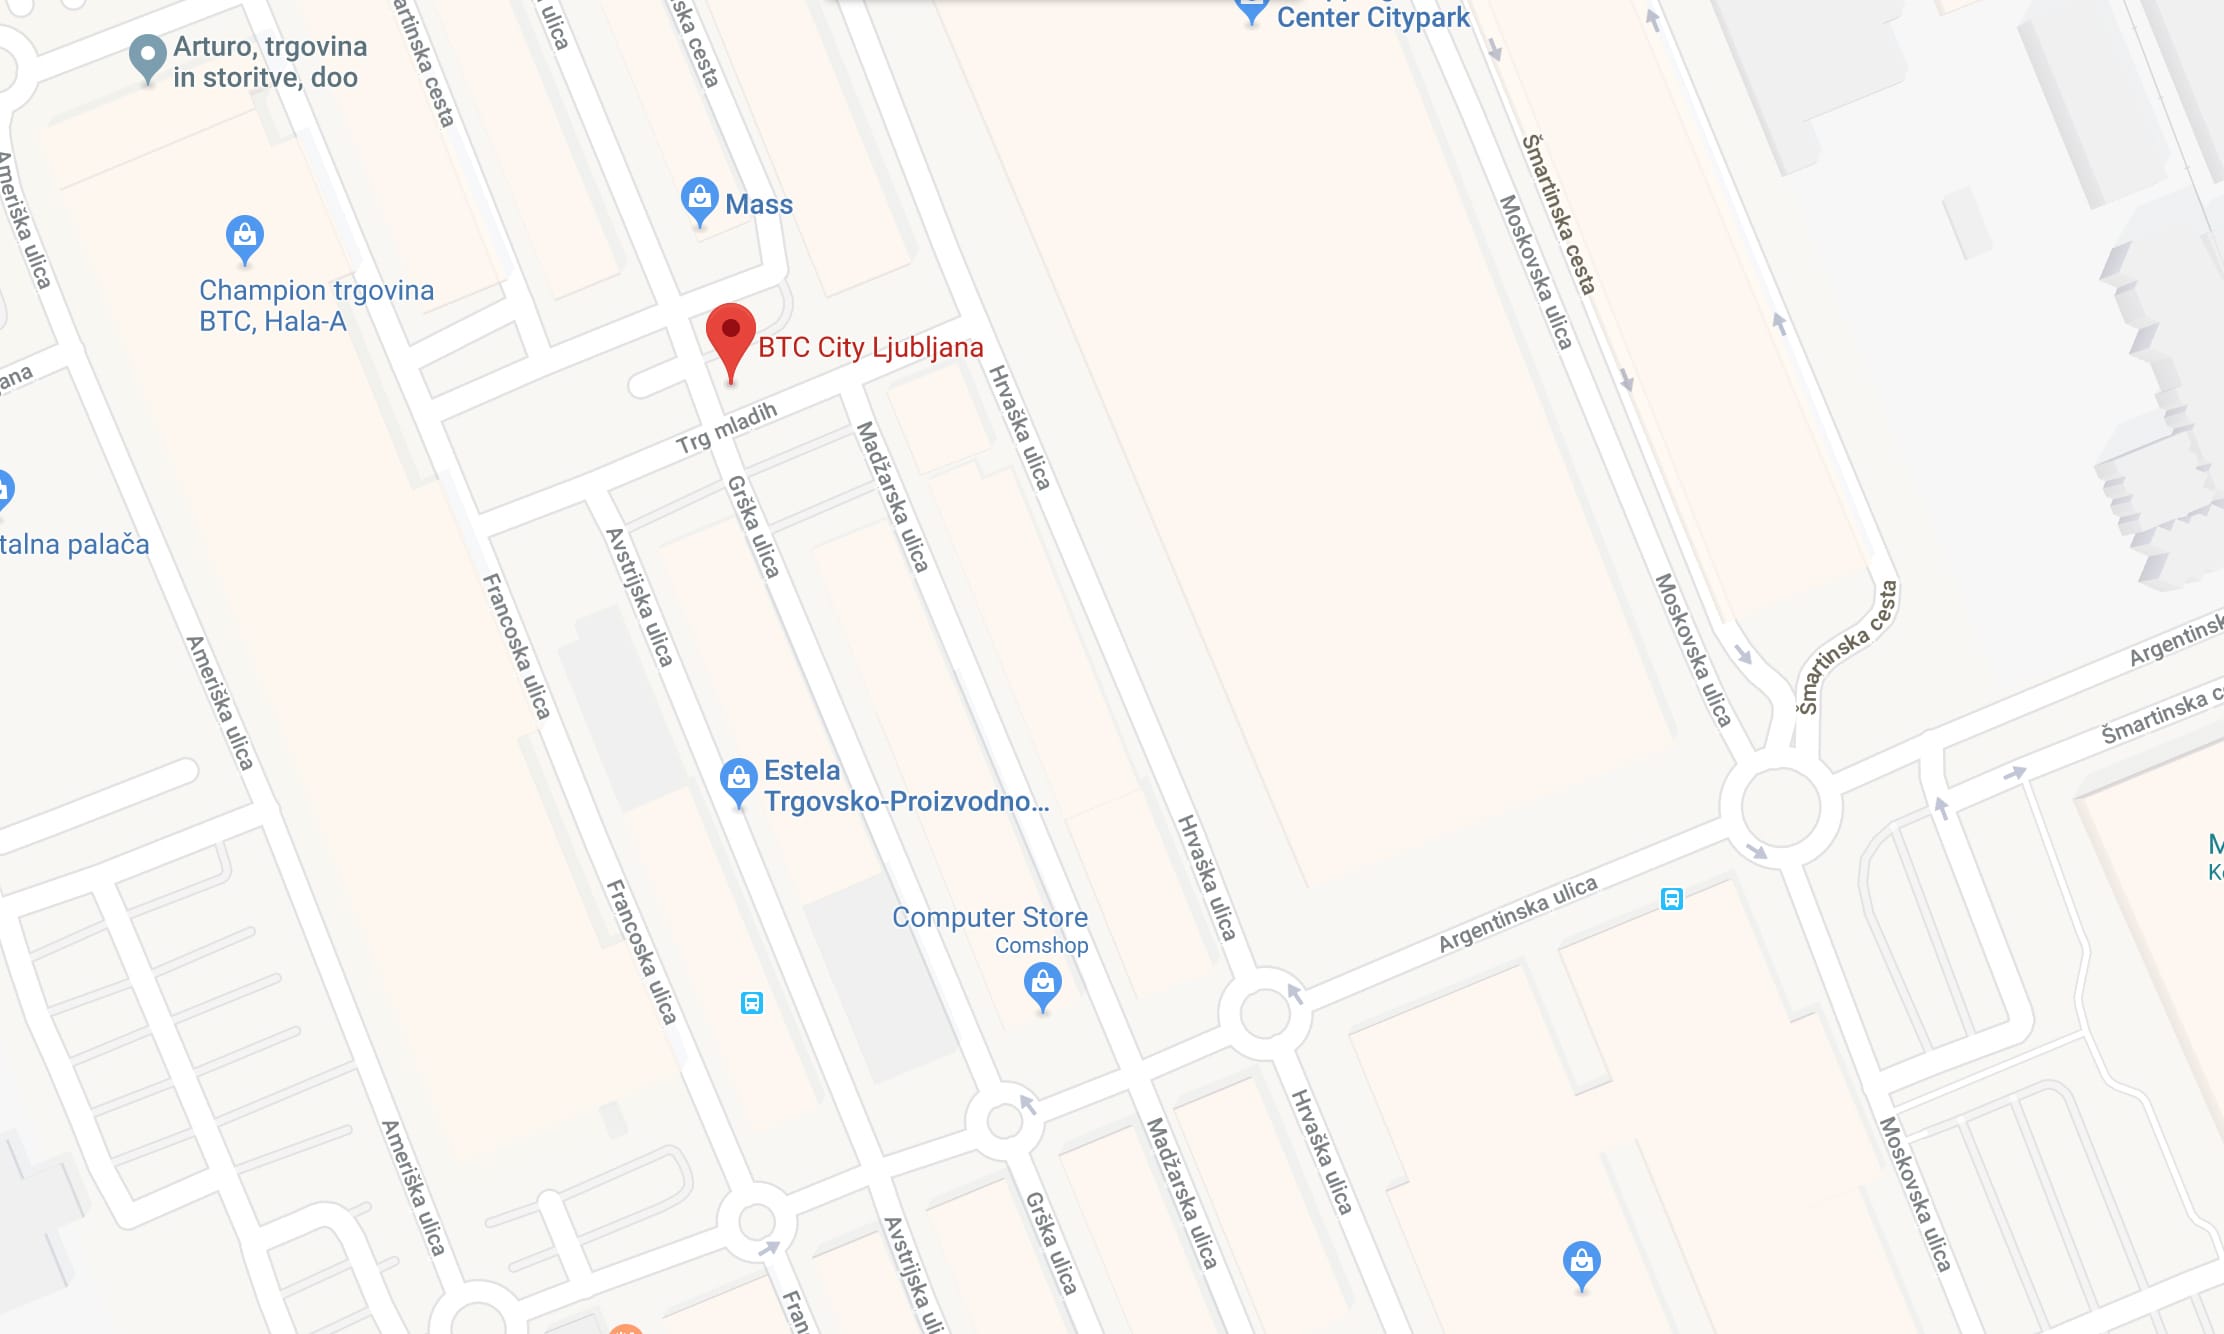 Arturo, trgovina
in storitve, doo
Center Citypark
ulica
Mass
Champion trgovina
BTC, Hala-A
BTC City Ljubljana
Trg mladih
Ameriška ulica
Šmartinska cesta
Moskovska ulica
Hrvaška ulica
Madžarska ulica
Grška ulica
Avstrijska ulica
Francoska ulica
Moskovska ulica
Šmartinska cesta
Ameriška ulica
Estela
Trgovsko-Proizvodno...
Computer Store
Comshop
Hrvaška ulica
Argentinska ulica
Francoska ulica
Ameriška ulica
Madžarska ulica
Hrvaška ulica
Grška ulica
Moskovska ulica